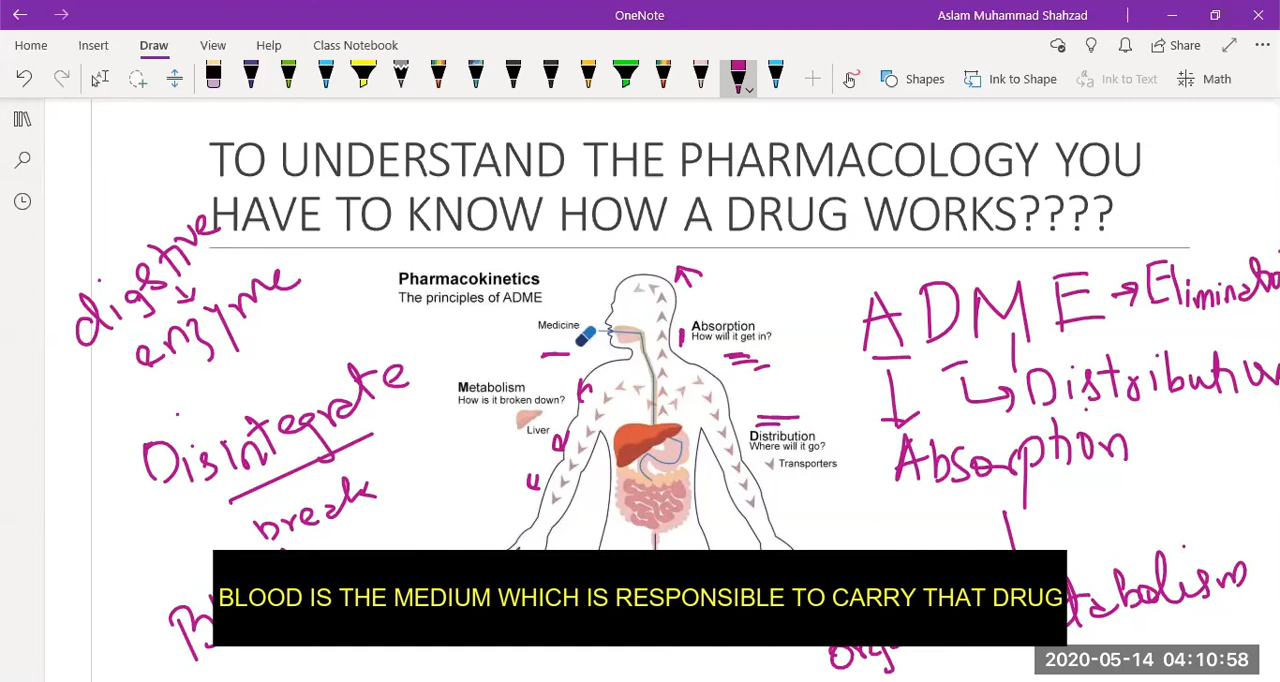 OneNote
Aslam Muhammad Shahzad
Home Insert Draw View Help Class Notebook
Share
Shapes Ink to Shape Ink to Text Math
TO UNDERSTAND THE PHARMACOLOGY YOU
HAVE TO KNOW HOW A DRUG WORKS????
digstive
enzyme
Disintegrate
break
Pharmacokinetics
The principles of ADME
Medicine
Absorption
How will it get in?
Metabolism
How is it broken down?
Liver
Distribution
Where will it go?
Transporters
ADME
Distribution
Absorption
BLOOD IS THE MEDIUM WHICH IS RESPONSIBLE TO CARRY THAT DRUG
2020-05-14 04:10:58